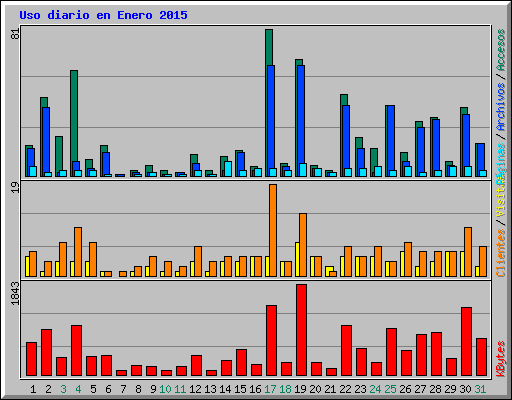 Uso diario en Enero 2015
81
19
1843
Clientes / Visitas
Páginas / Archivos / Accesos
KBytes
1 2 3 4 5 6 7 8 9 10 11 12 13 14 15 16 17 18 19 20 21 22 23 24 25 26 27 28 29 30 31